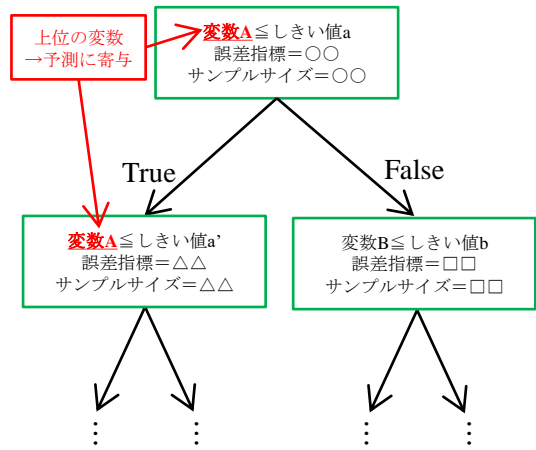 上位の変数
→予測に寄与
変数A≦しきい値a
誤差指標=○○
サンプルサイズ=○○
True
False
変数A≦しきい値a’
誤差指標=△△
サンプルサイズ=△△
変数B≦しきい値b
誤差指標=□□
サンプルサイズ=□□
⋮ ⋮ ⋮ ⋮